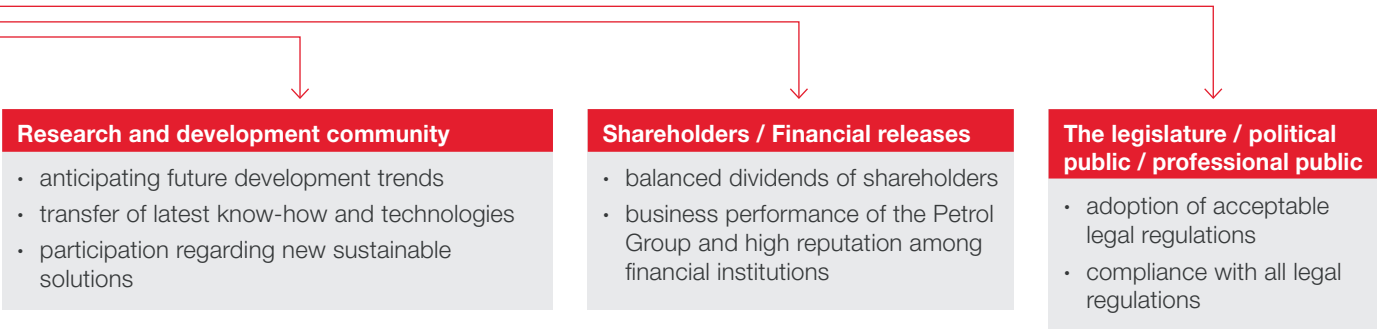 Research and development community
· anticipating future development trends
· transfer of latest know-how and technologies
· participation regarding new sustainable
solutions
Shareholders / Financial releases
· balanced dividends of shareholders
· business performance of the Petrol
Group and high reputation among
financial institutions
The legislature / political
public / professional public
· adoption of acceptable
legal regulations
· compliance with all legal
regulations